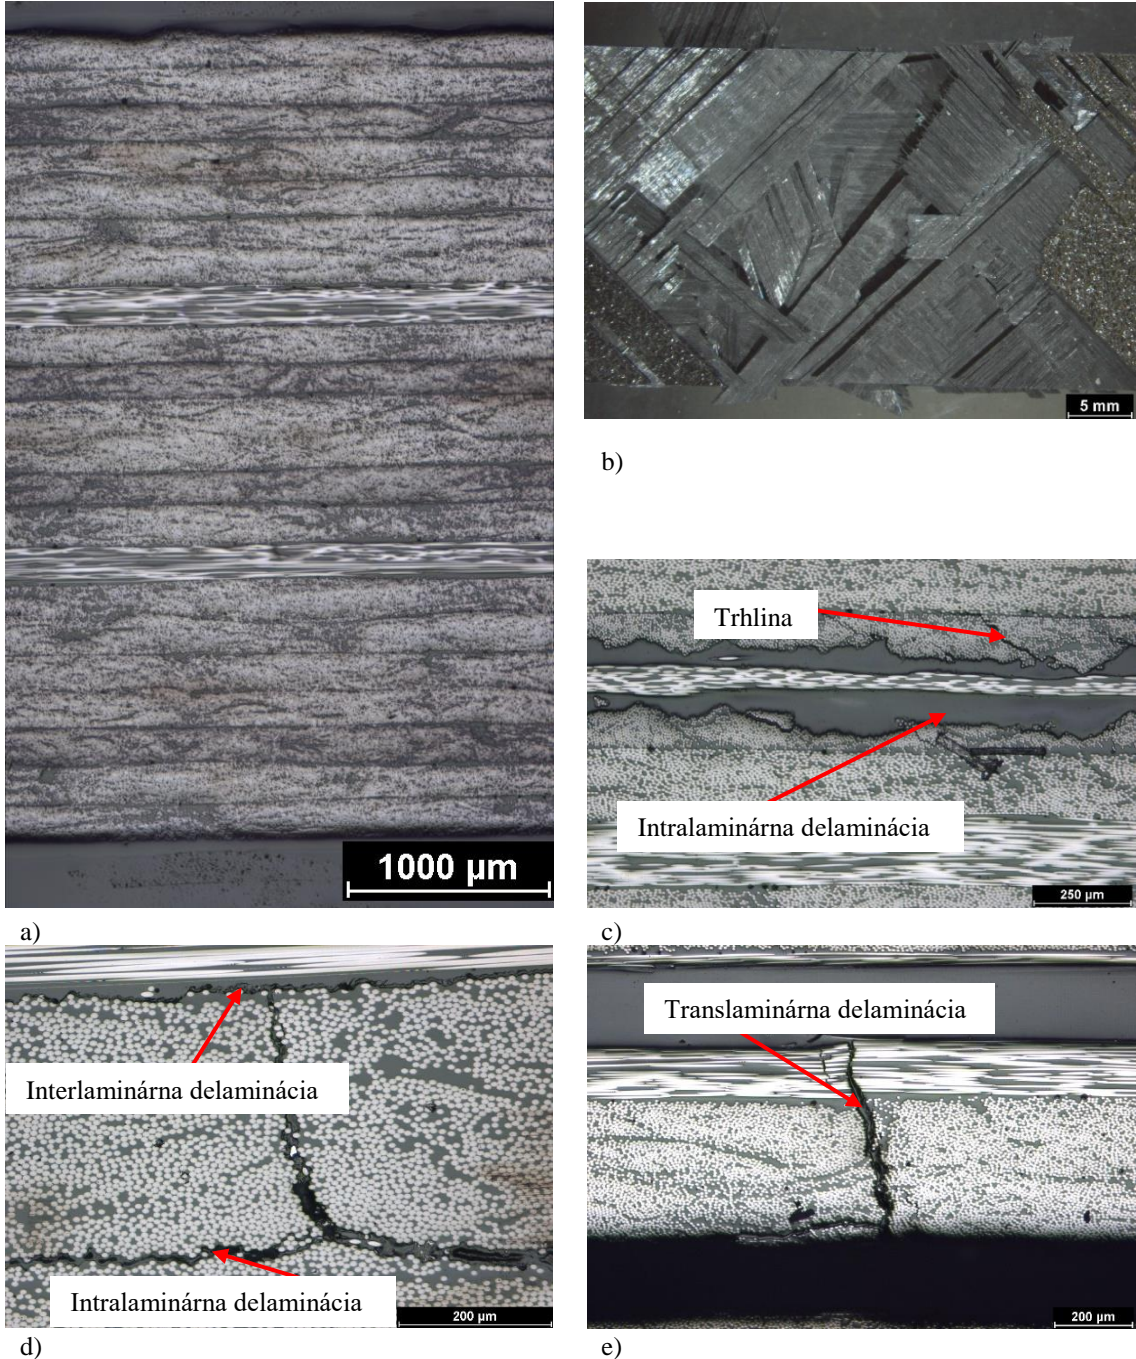 1000 µm
a)
5 mm
b)
Trhlina
Intralaminárna delaminácia
250 µm
c)
Interlaminárna delaminácia
Intralaminárna delaminácia
200 µm
d)
Translaminárna delaminácia
200 µm
e)